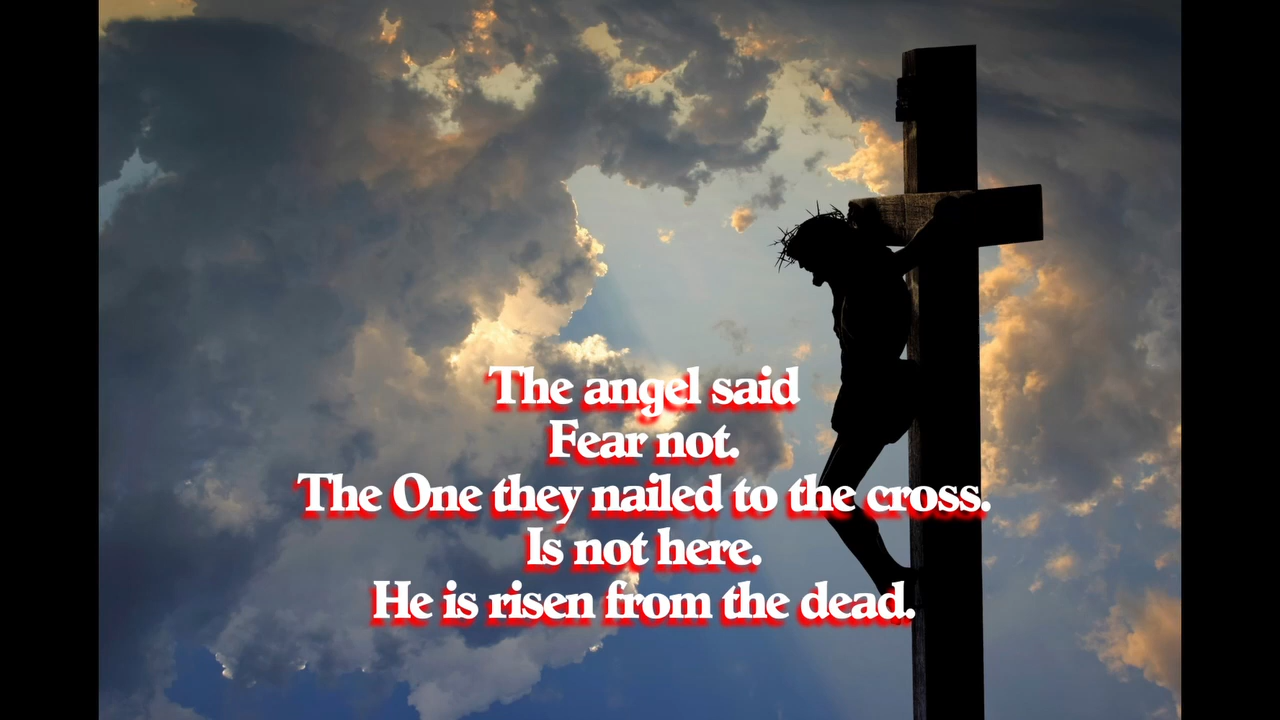 The angel said
Fear not.
The One they nailed to the cross.
Is not here.
He is risen from the dead.